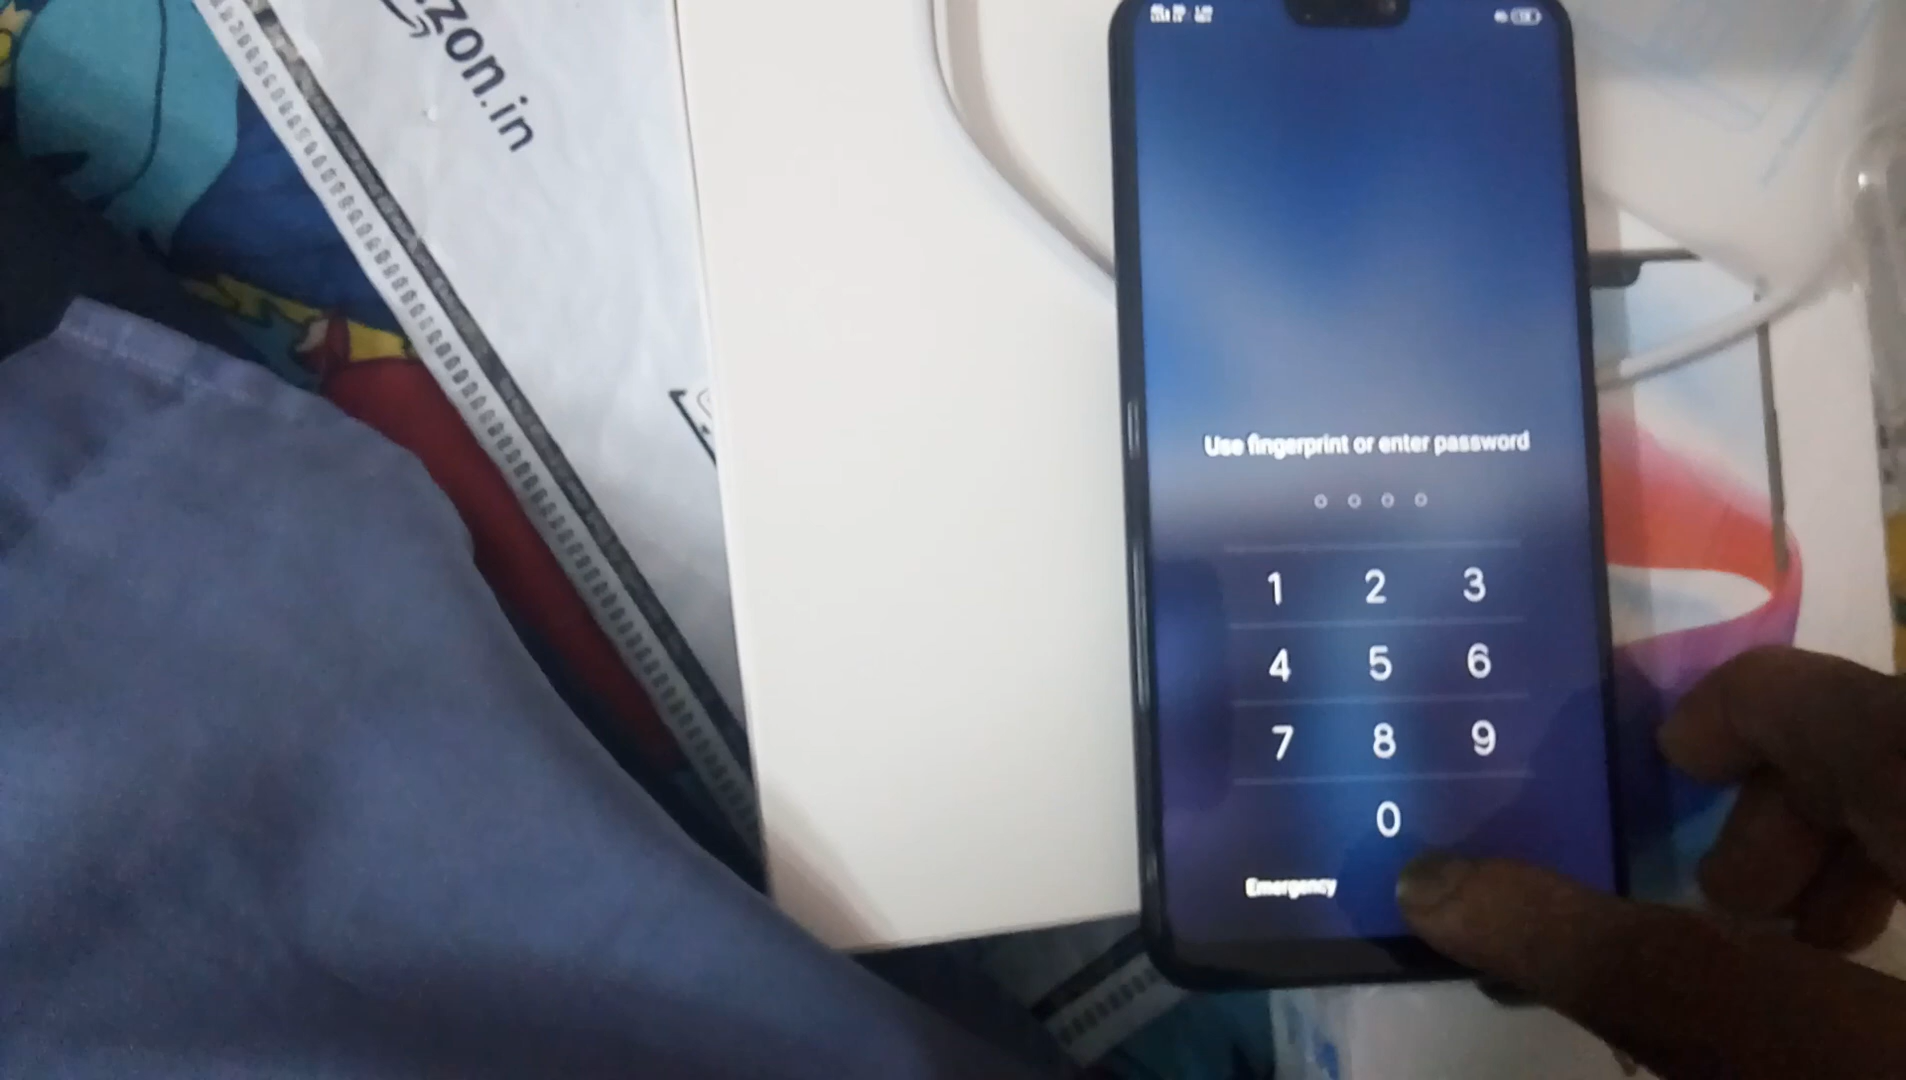 zon.in
Use fingerprint or enter password
1 2 3
4 5 6
7 8 9
0
Emergency